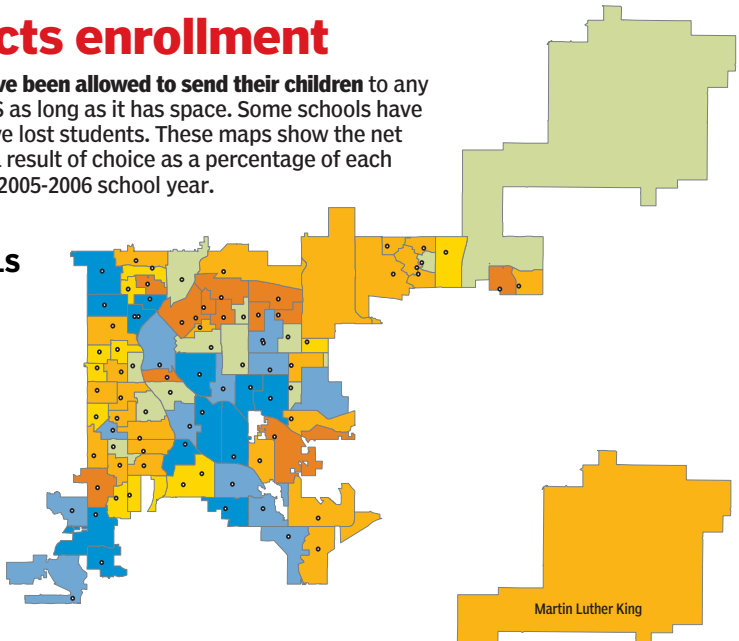 cts enrollment
ve been allowed to send their children to any
S as long as it has space. Some schools have
ve lost students. These maps show the net
a result of choice as a percentage of each
2005-2006 school year.
LS
Martin Luther King